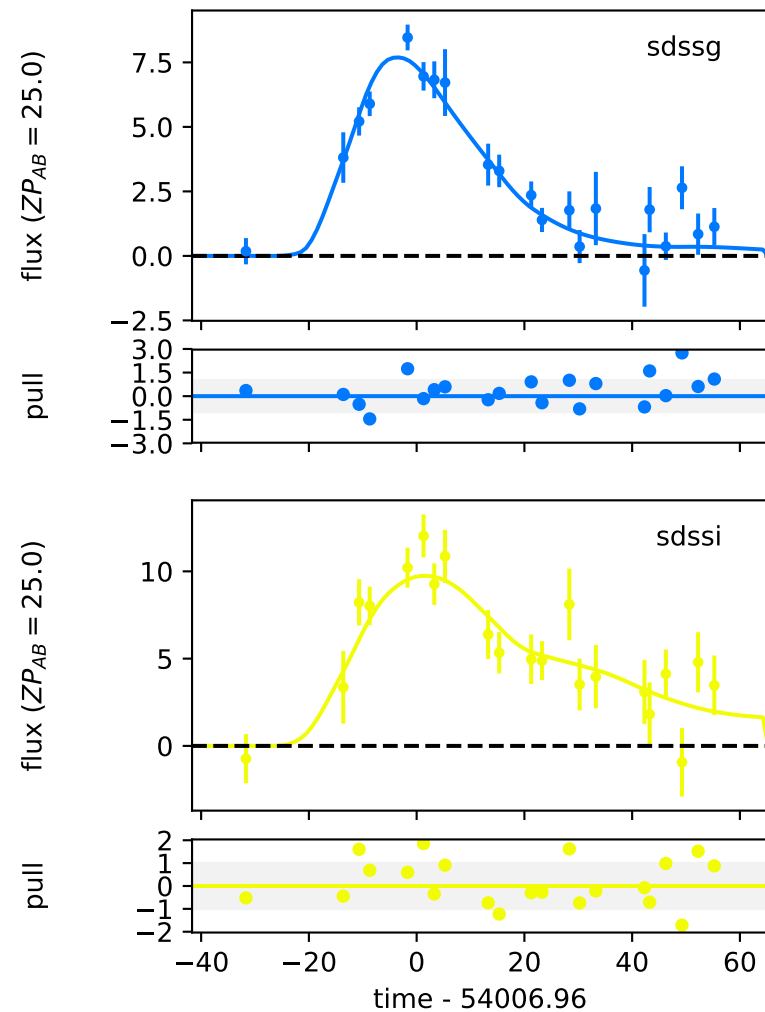 sdssg
flux (ZP_AB = 25.0)
7.5
5.0
2.5
0.0
−2.5
pull
3.0
1.5
0.0
−1.5
−3.0
sdssi
flux (ZP_AB = 25.0)
10
5
0
pull
2
1
0
−1
−2
−40 −20 0 20 40 60
time - 54006.96